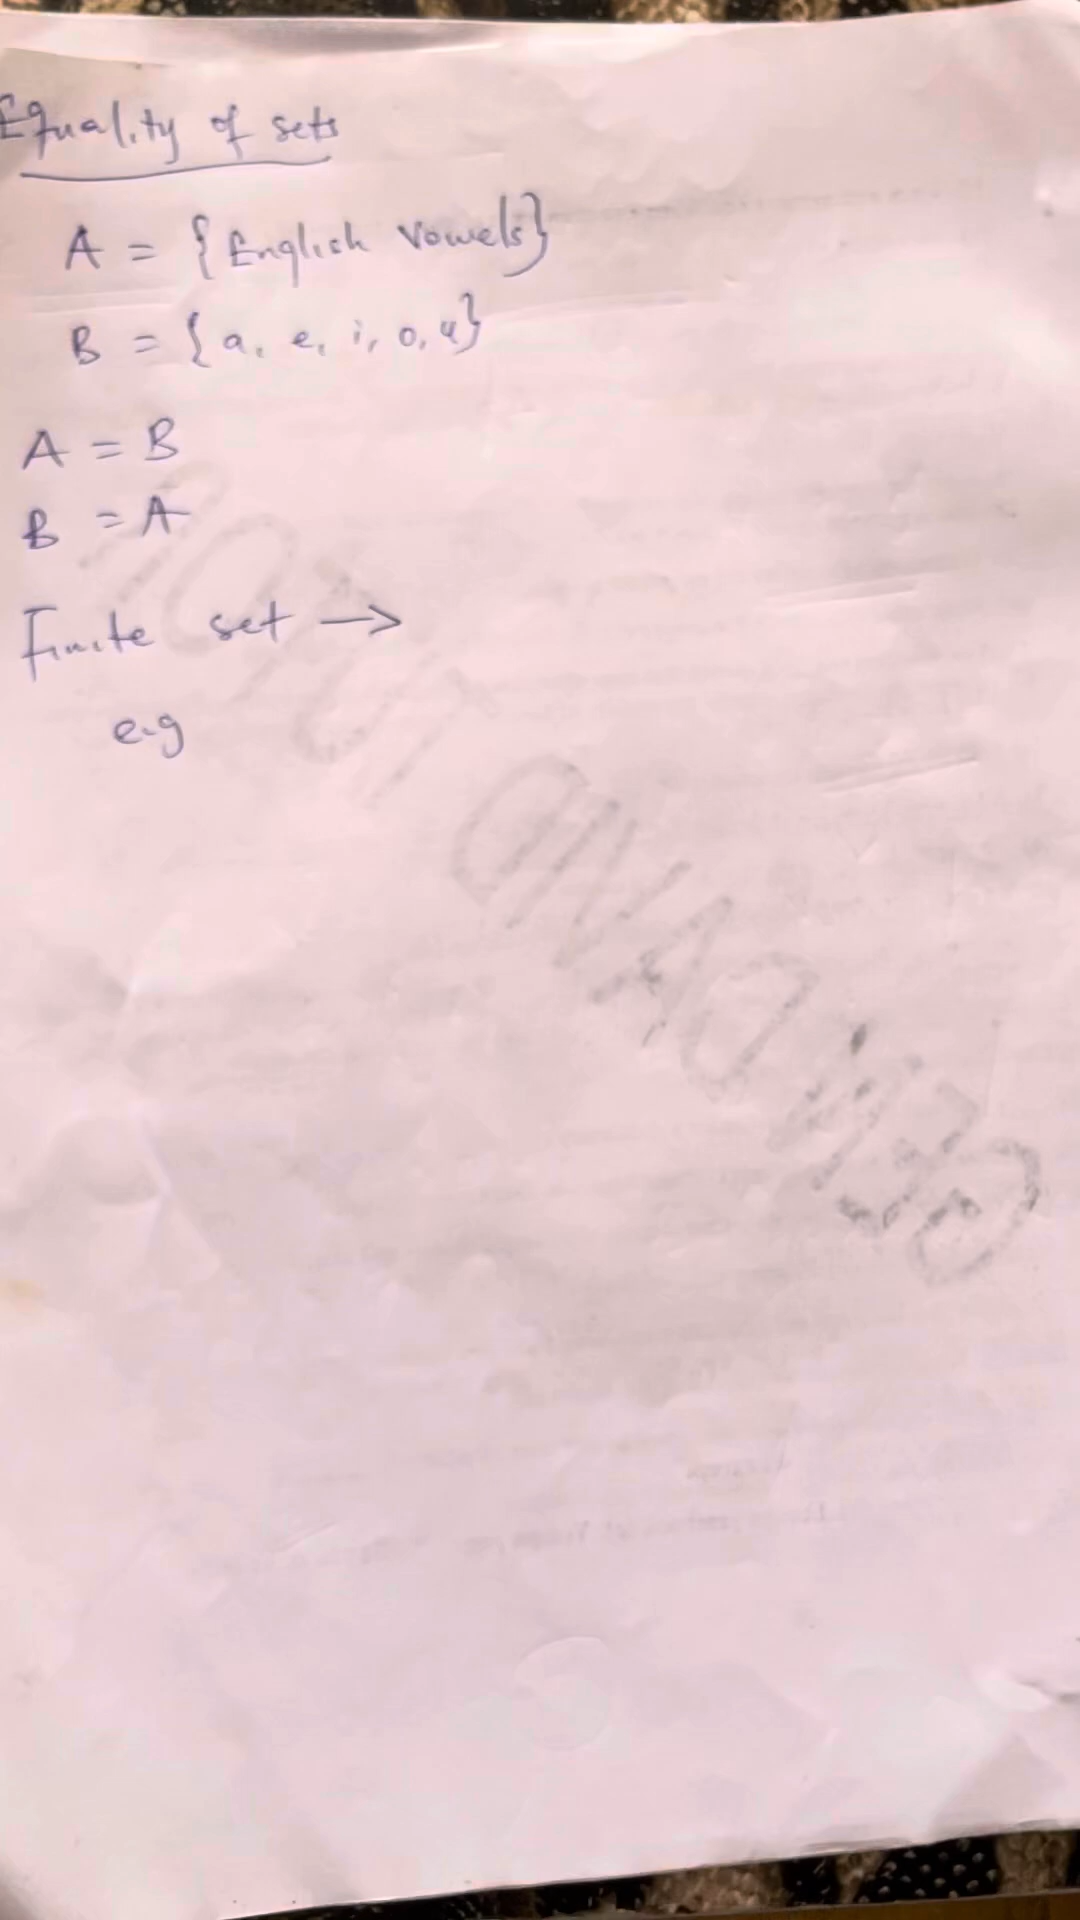 Equality of sets
A = {English Vowels}
B = {a, e, i, o, u}
A = B
B = A
Finite set →
e.g